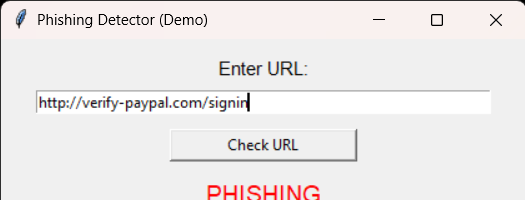 Phishing Detector (Demo)
Enter URL:
http://verify-paypal.com/signin
Check URL
PHISHING